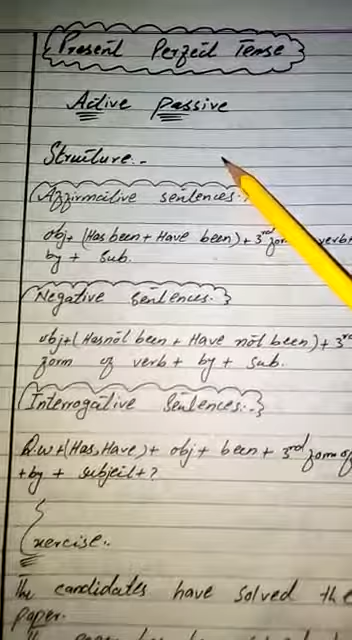 Present Perfect Tense
Active Passive
Structure:-
Affirmative sentences:-
obj+ (Has been + Have been) + 3rd form verb+
by + sub.
Negative sentences:-
obj+( Has not been + Have not been) + 3rd
form of verb + by + sub.
Interrogative Sentences:-
Q.w+(Has, Have)+ obj+ been + 3rd form of
+by + subject+?
Exercise:-
The candidates have solved the
paper.